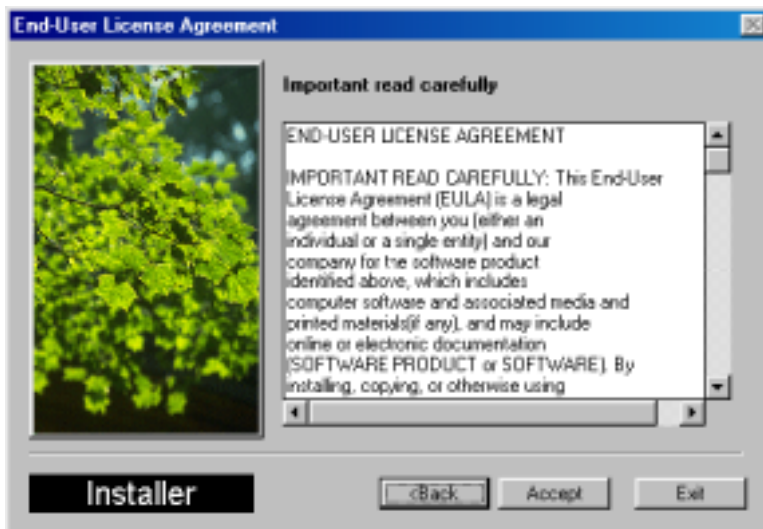 End-User License Agreement
Important read carefully
END-USER LICENSE AGREEMENT
IMPORTANT READ CAREFULLY: This End-User
License Agreement (EULA) is a legal
agreement between you (either an
individual or a single entity) and our
company for the software product
identified above, which includes
computer software and associated media and
printed materials(if any), and may include
online or electronic documentation
(SOFTWARE PRODUCT or SOFTWARE). By
installing, copying, or otherwise using
Installer
<Back
Accept
Exit